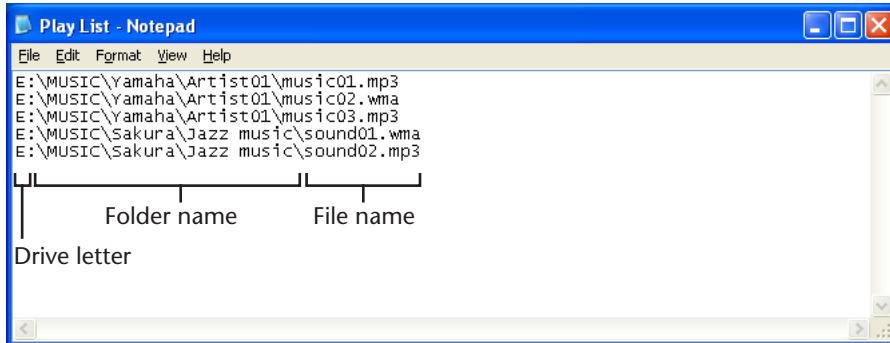 Play List - Notepad
File Edit Format View Help
E:\MUSIC\Yamaha\Artist01\music01.mp3
E:\MUSIC\Yamaha\Artist01\music02.wma
E:\MUSIC\Yamaha\Artist01\music03.mp3
E:\MUSIC\Sakura\Jazz music\sound01.wma
E:\MUSIC\Sakura\Jazz music\sound02.mp3
Folder name File name
Drive letter